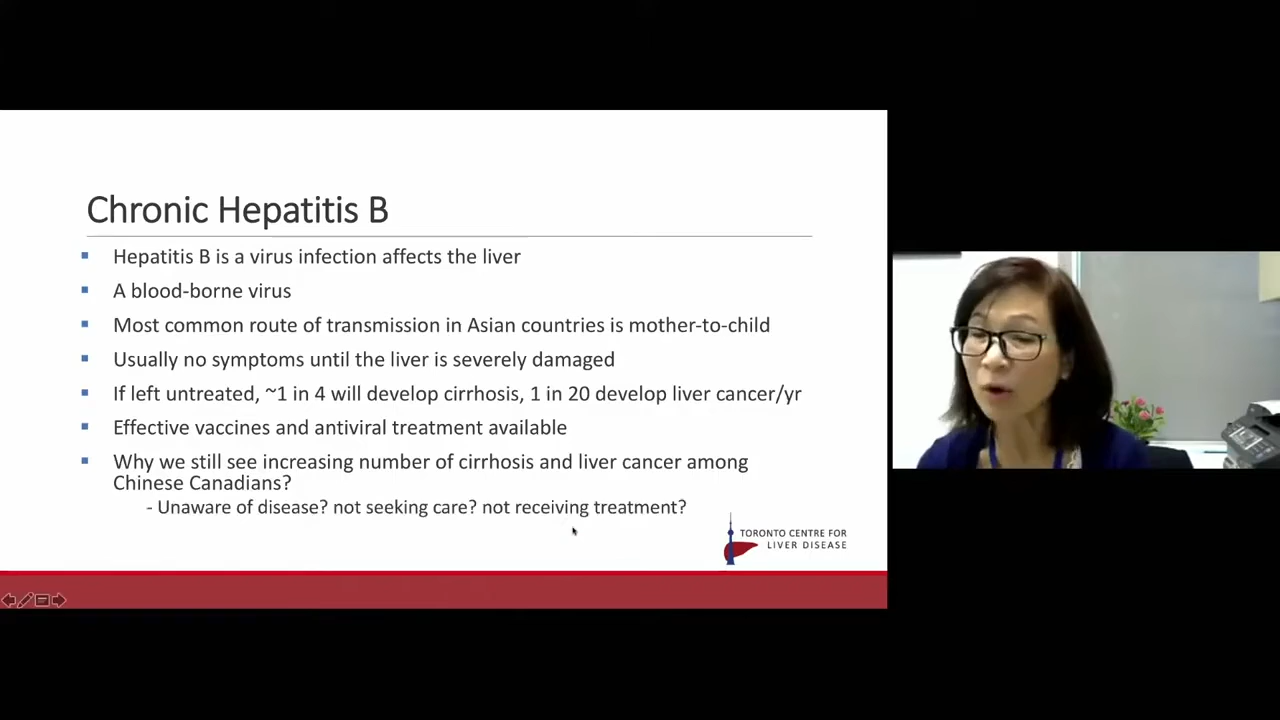 Chronic Hepatitis B
Hepatitis B is a virus infection affects the liver
A blood-borne virus
Most common route of transmission in Asian countries is mother-to-child
Usually no symptoms until the liver is severely damaged
If left untreated, ~1 in 4 will develop cirrhosis, 1 in 20 develop liver cancer/yr
Effective vaccines and antiviral treatment available
Why we still see increasing number of cirrhosis and liver cancer among
Chinese Canadians?
- Unaware of disease? not seeking care? not receiving treatment?
TORONTO CENTRE FOR
LIVER DISEASE